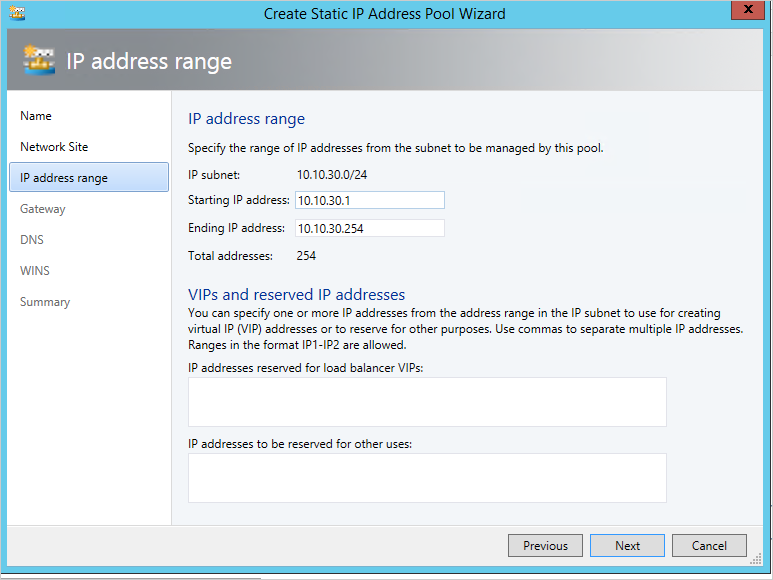 Create Static IP Address Pool Wizard
x
IP address range
Name
Network Site
IP address range
Gateway
DNS
WINS
Summary
IP address range
Specify the range of IP addresses from the subnet to be managed by this pool.
IP subnet: 10.10.30.0/24
Starting IP address: 10.10.30.1
Ending IP address: 10.10.30.254
Total addresses: 254
VIPs and reserved IP addresses
You can specify one or more IP addresses from the address range in the IP subnet to use for creating
virtual IP (VIP) addresses or to reserve for other purposes. Use commas to separate multiple IP addresses.
Ranges in the format IP1-IP2 are allowed.
IP addresses reserved for load balancer VIPs:
IP addresses to be reserved for other uses:
Previous Next Cancel